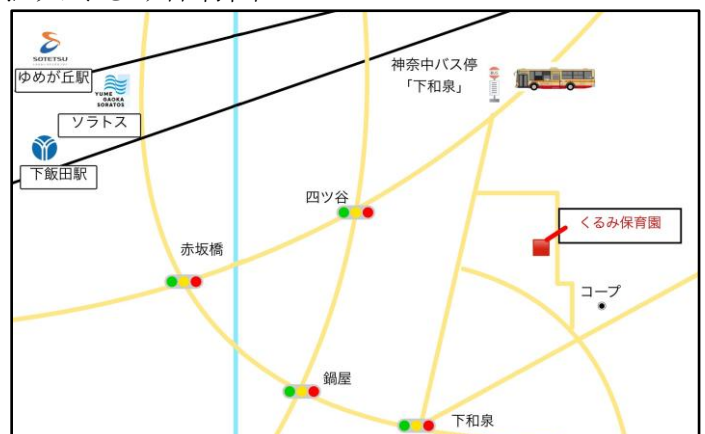 SOTETSU
ゆめが丘駅
YUME
GAOKA
SORATOS
ソラトス
下飯田駅
神奈中バス停
「下和泉」
四ツ谷
赤坂橋
くるみ保育園
コープ
鍋屋
下和泉